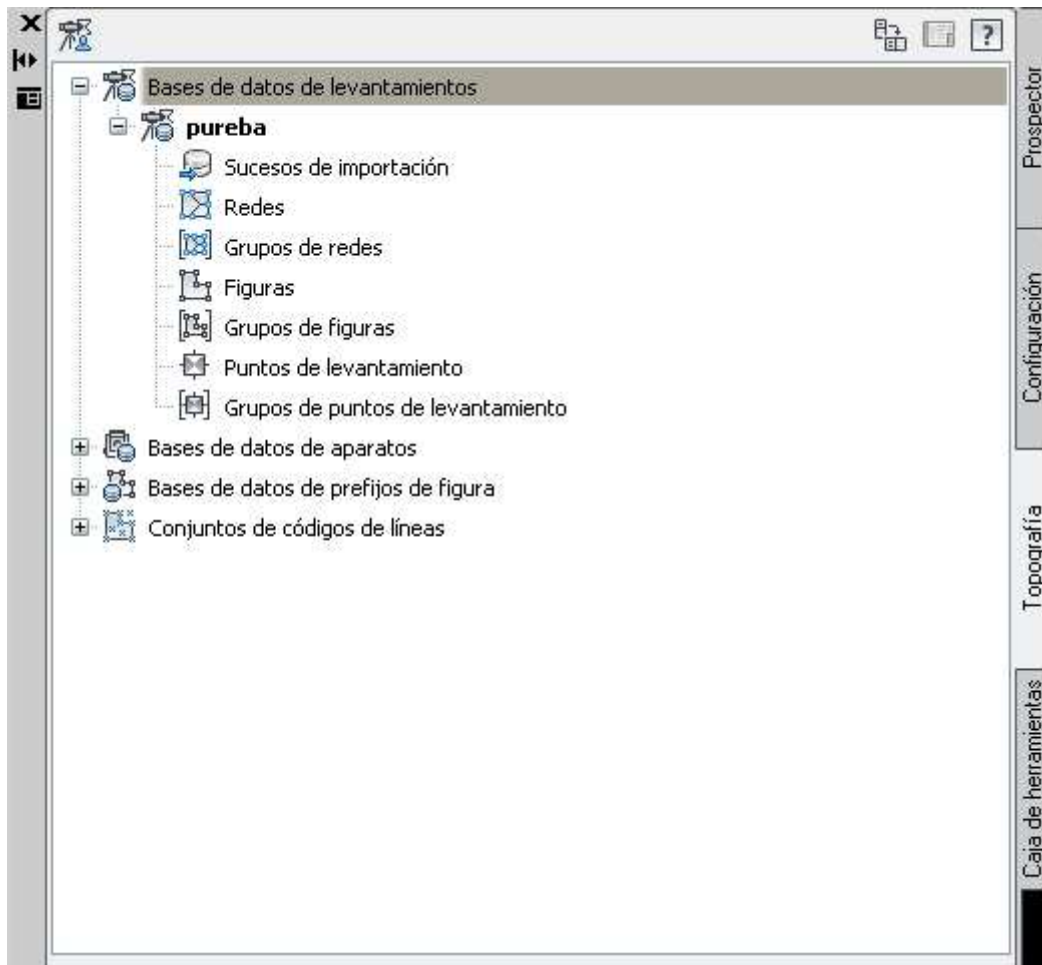 Bases de datos de levantamientos
pureba
Sucesos de importación
Redes
Grupos de redes
Figuras
Grupos de figuras
Puntos de levantamiento
Grupos de puntos de levantamiento
Bases de datos de aparatos
Bases de datos de prefijos de figura
Conjuntos de códigos de líneas
Prospector
Configuración
Topografía
Caja de herramientas